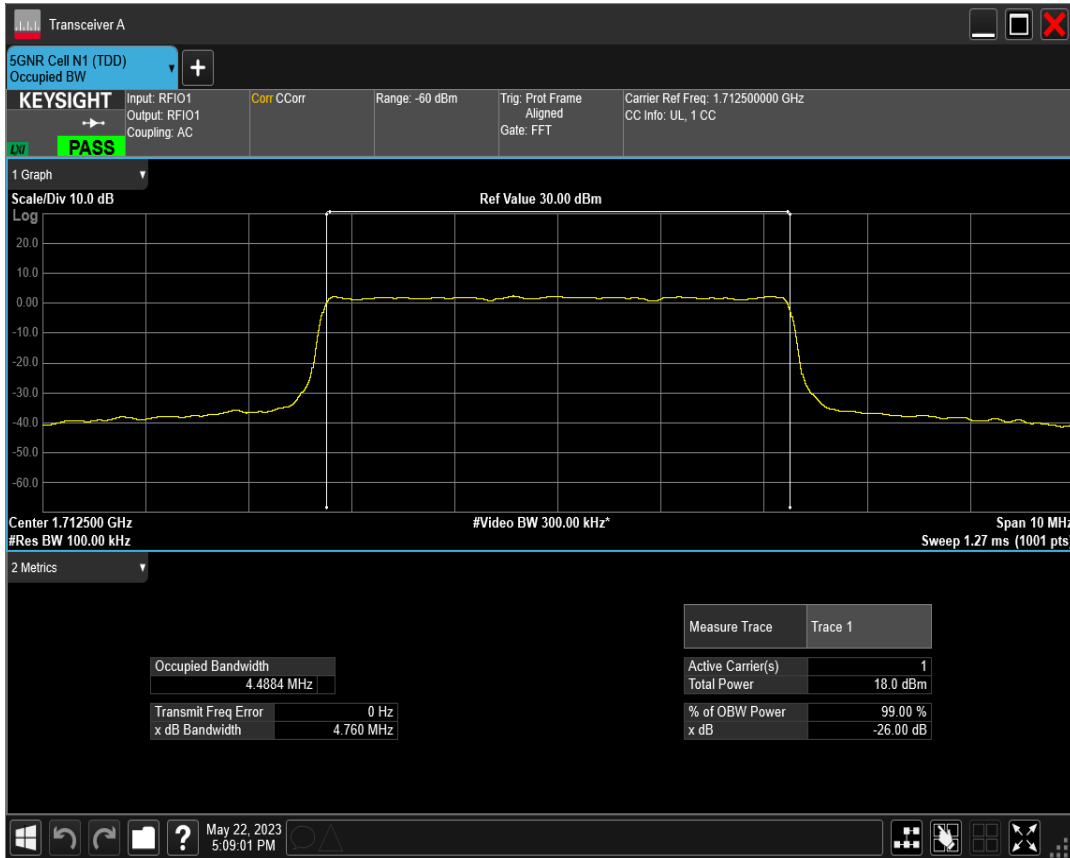 Transceiver A
5GNR Cell N1 (TDD)
Occupied BW
+
KEYSIGHT
LXI
PASS
Input: RFIO1
Output: RFIO1
Coupling: AC
Corr CCorr
Range: -60 dBm
Trig: Prot Frame
Aligned
Gate: FFT
Carrier Ref Freq: 1.712500000 GHz
CC Info: UL, 1 CC
1 Graph
Scale/Div 10.0 dB
Ref Value 30.00 dBm
Log
20.0
10.0
0.00
-10.0
-20.0
-30.0
-40.0
-50.0
-60.0
Center 1.712500 GHz
#Video BW 300.00 kHz*
Span 10 MHz
#Res BW 100.00 kHz
Sweep 1.27 ms (1001 pts)
2 Metrics
Measure Trace Trace 1
Occupied Bandwidth
4.4884 MHz
Active Carrier(s) 1
Total Power 18.0 dBm
Transmit Freq Error 0 Hz
x dB Bandwidth 4.760 MHz
% of OBW Power 99.00 %
x dB -26.00 dB
?
May 22, 2023
5:09:01 PM